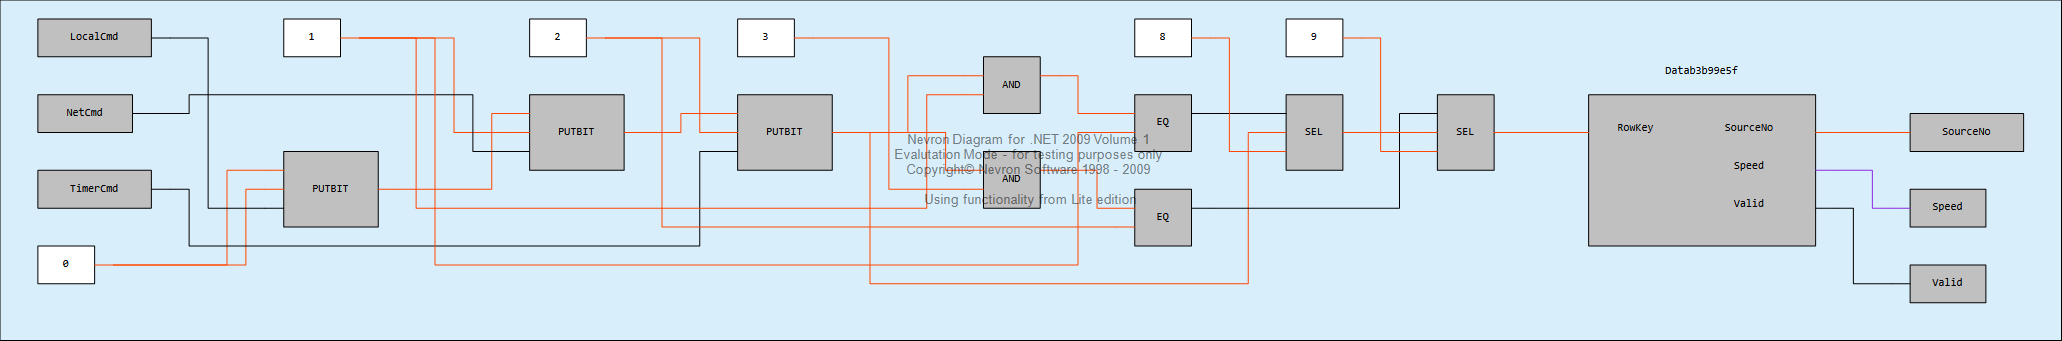 LocalCmd
1
2
3
8
9
Datab3b99e5f
AND
NetCmd
PUTBIT
PUTBIT
EQ
SEL
SEL
RowKey
SourceNo
SourceNo
Nevron Diagram for .NET 2009 Volume 1
Evalutation Mode - for testing purposes only
Copyright© Nevron Software 1998 - 2009
Using functionality from Lite edition
Speed
TimerCmd
PUTBIT
AND
Valid
Speed
EQ
0
Valid